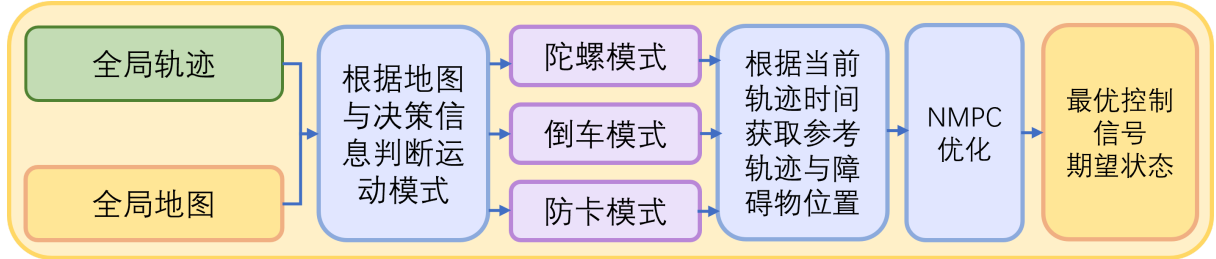 全局轨迹
全局地图
根据地图
与决策信
息判断运
动模式
陀螺模式
倒车模式
防卡模式
根据当前
轨迹时间
获取参考
轨迹与障
碍物位置
NMPC
优化
最优控制
信号
期望状态